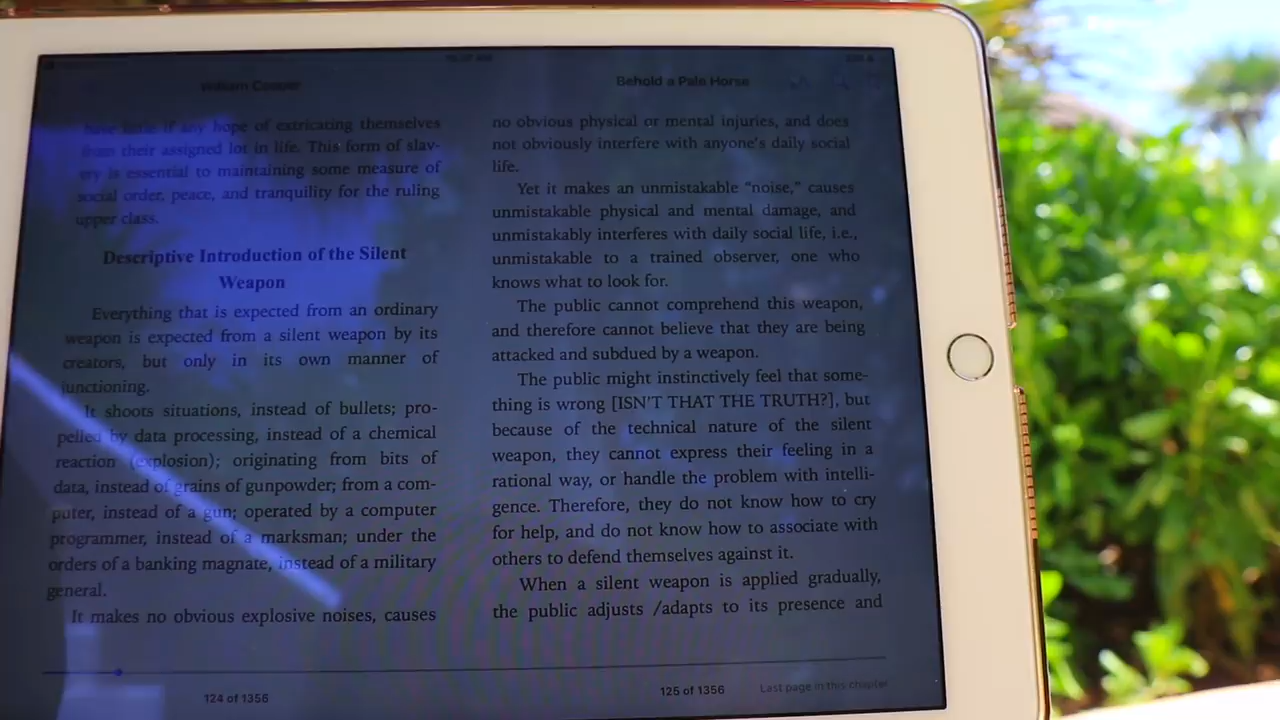 William Cooper
Behold a Pale Horse
have little if any hope of extricating themselves
from their assigned lot in life. This form of slav-
ery is essential to maintaining some measure of
social order, peace, and tranquility for the ruling
upper class.
Descriptive Introduction of the Silent
Weapon
Everything that is expected from an ordinary
weapon is expected from a silent weapon by its
creators, but only in its own manner of
junctioning.
It shoots situations, instead of bullets; pro-
pelled by data processing, instead of a chemical
reaction (explosion); originating from bits of
data, instead of grains of gunpowder; from a com-
puter, instead of a gun; operated by a computer
programmer, instead of a marksman; under the
orders of a banking magnate, instead of a military
general.
It makes no obvious explosive noises, causes
124 of 1356
no obvious physical or mental injuries, and does
not obviously interfere with anyone's daily social
life.
Yet it makes an unmistakable “noise,” causes
unmistakable physical and mental damage, and
unmistakably interferes with daily social life, i.e.,
unmistakable to a trained observer, one who
knows what to look for.
The public cannot comprehend this weapon,
and therefore cannot believe that they are being
attacked and subdued by a weapon.
The public might instinctively feel that some-
thing is wrong [ISN'T THAT THE TRUTH?], but
because of the technical nature of the silent
weapon, they cannot express their feeling in a
rational way, or handle the problem with intelli-
gence. Therefore, they do not know how to cry
for help, and do not know how to associate with
others to defend themselves against it.
When a silent weapon is applied gradually,
the public adjusts /adapts to its presence and
125 of 1356
Last page in this chapter